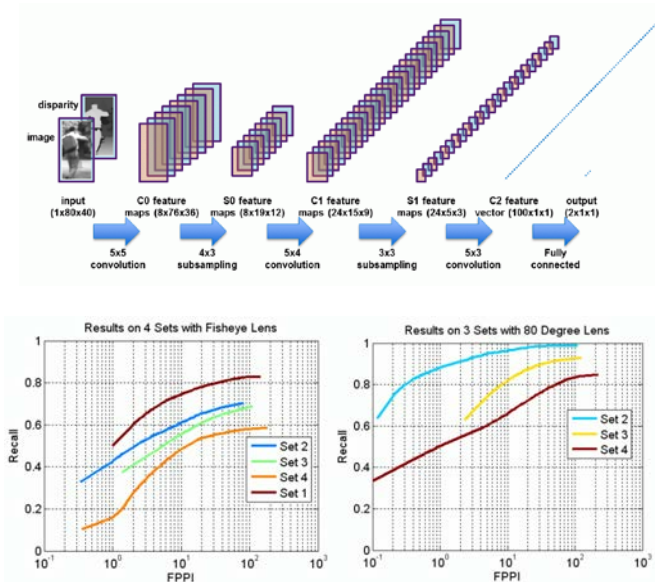 disparity
image
input C0 feature S0 feature C1 feature S1 feature C2 feature output
(1x80x40) maps (8x76x36) maps (8x19x12) maps (24x15x9) maps (24x5x3) vector (100x1x1) (2x1x1)
5x5 4x3 5x4 3x3 5x3 Fully
convolution subsampling convolution subsampling convolution connected
Results on 4 Sets with Fisheye Lens
1
0.8
0.6
0.4
0.2
0
Recall
Set 2
Set 3
Set 4
Set 1
10^-1 10^0 10^1 10^2 10^3
FPPI
Results on 3 Sets with 80 Degree Lens
1
0.8
0.6
0.4
0.2
0
Recall
Set 2
Set 3
Set 4
10^-1 10^0 10^1 10^2 10^3
FPPI